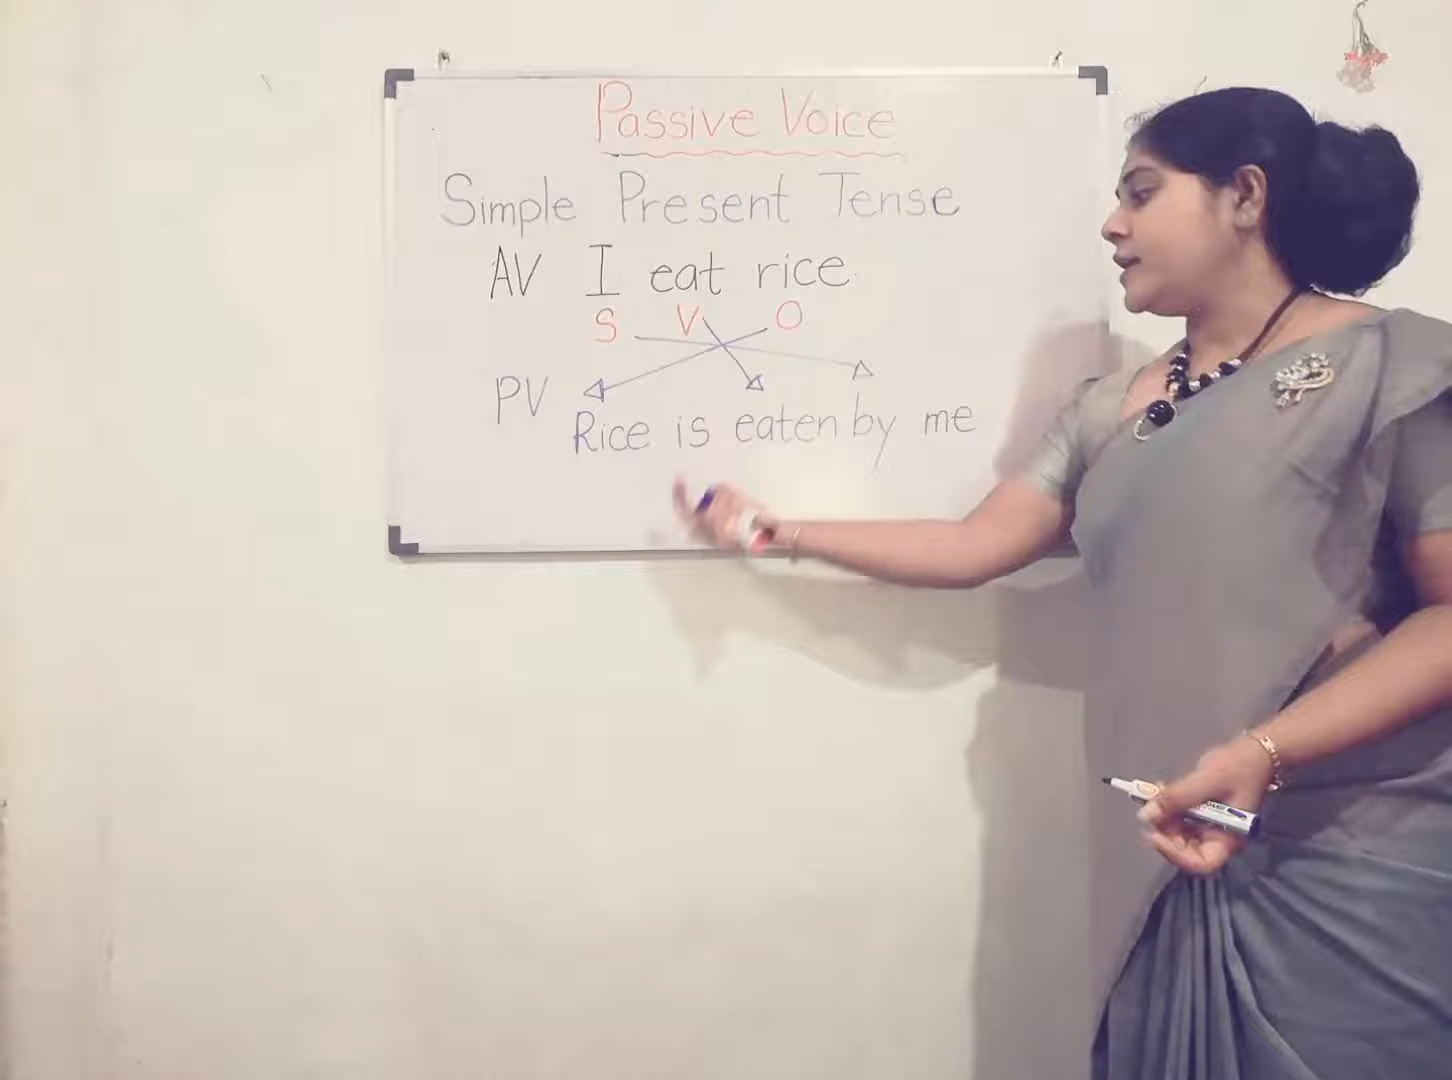 Passive Voice
Simple Present Tense
AV I eat rice.
S V O
PV
Rice is eaten by me